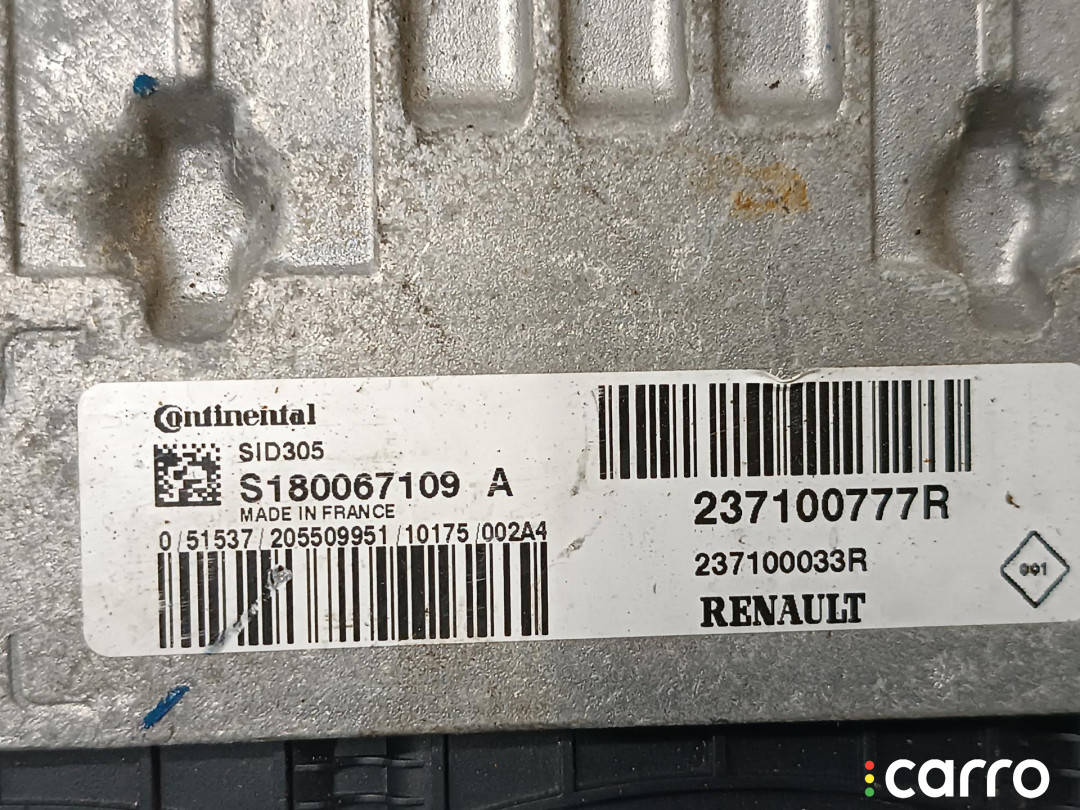 Continental
SID305
S180067109 A
MADE IN FRANCE
0/51537/205509951/10175/002A4
237100777R
237100033R
RENAULT
001
carro